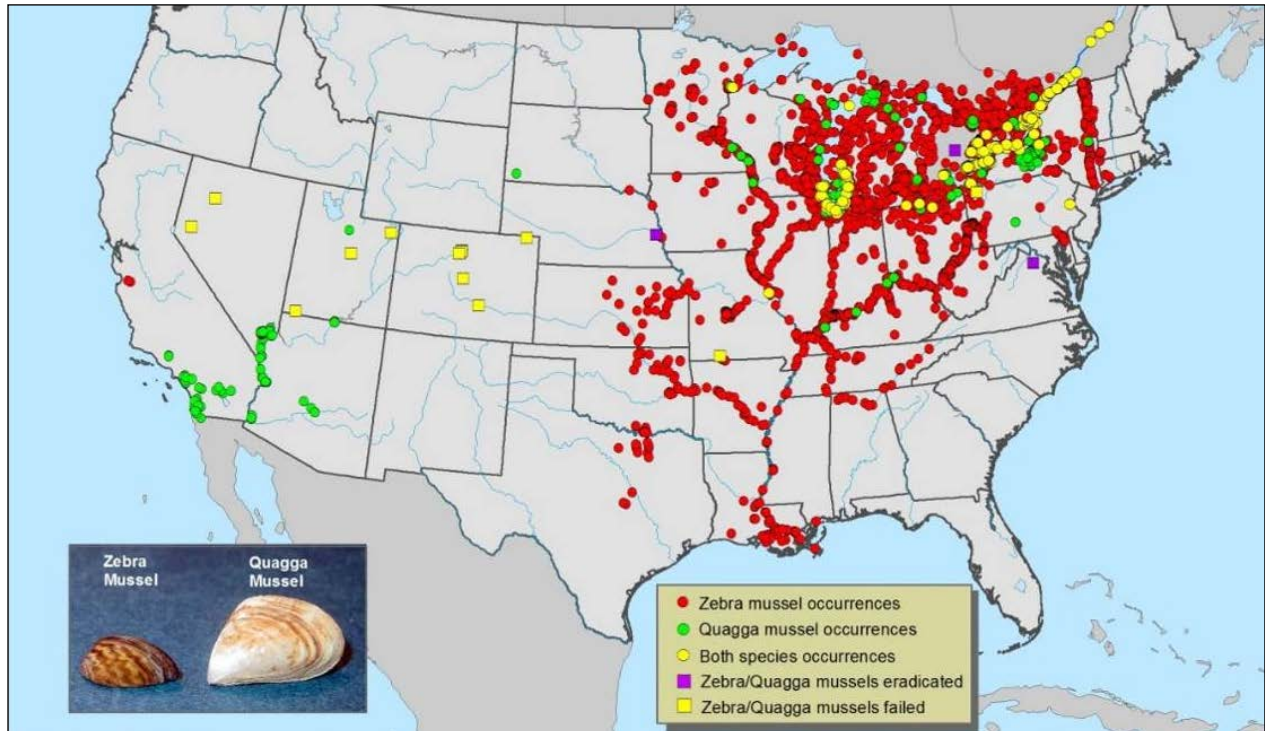 Zebra
Mussel
Quagga
Mussel
Zebra mussel occurrences
Quagga mussel occurrences
Both species occurrences
Zebra/Quagga mussels eradicated
Zebra/Quagga mussels failed